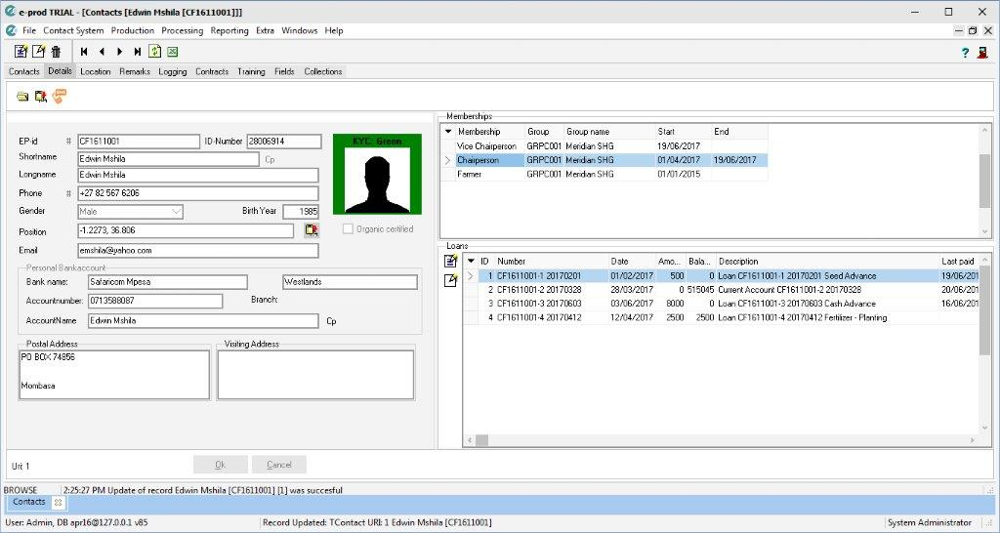 e-prod TRIAL - [Contacts [Edwin Mshila [CF1611001]]]
File Contact System Production Processing Reporting Extra Windows Help
Contacts Details Location Remarks Logging Contracts Training Fields Collections
EP-id # CF1611001 ID-Number 28006914
KYC: Green
Shortname Edwin Mshila Cp
Longname Edwin Mshila
Phone # +27 82 567 6206
Gender Male Birth Year 1985
Position -1.2273, 36.806
Organic certified
Email emshila@yahoo.com
Personal Bankaccount
Bank name: Safaricom Mpesa Westlands
Accountnumber: 0713588087 Branch:
AccountName Edwin Mshila Cp
Postal Address
PO BOX 74856
Mombasa
Visiting Address
Memberships
Membership Group Group name Start End
Vice Chairperson GRPC001 Meridian SHG 19/06/2017
Chairperson GRPC001 Meridian SHG 01/04/2017 19/06/2017
Farmer GRPC001 Meridian SHG 01/01/2015
Loans
ID Number Date Amo... Bala... Description Last paid
1 CF1611001-1 20170201 01/02/2017 500 0 Loan CF1611001-1 20170201 Seed Advance 19/06/201
2 CF1611001-2 20170328 28/03/2017 0 515045 Current Account CF1611001-2 20170328 20/06/201
3 CF1611001-3 20170603 03/06/2017 8000 0 Loan CF1611001-3 20170603 Cash Advance 16/06/201
4 CF1611001-4 20170412 12/04/2017 2500 2500 Loan CF1611001-4 20170412 Fertilizer - Planting
Uri: 1 Ok Cancel
BROWSE 2:25:27 PM Update of record Edwin Mshila [CF1611001] [1] was succesful
Contacts
User: Admin, DB apr16@127.0.0.1 v85 Record Updated: TContact URI: 1 Edwin Mshila [CF1611001] System Administrator